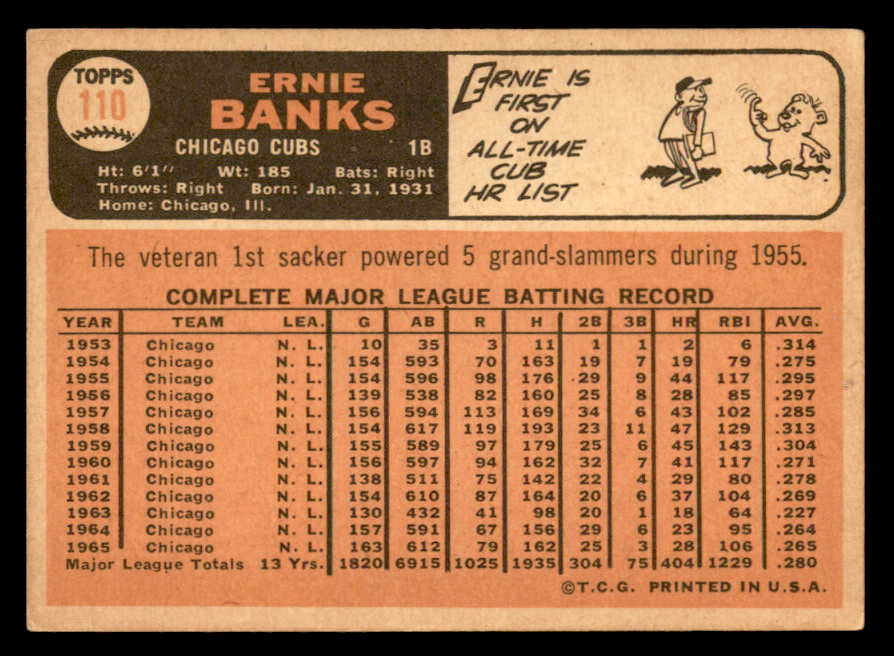 TOPPS
110
ERNIE
BANKS
CHICAGO CUBS 1B
Ht: 6'1" Wt: 185 Bats: Right
Throws: Right Born: Jan. 31, 1931
Home: Chicago, Ill.
ERNIE IS
FIRST
ON
ALL-TIME
CUB
HR LIST
The veteran 1st sacker powered 5 grand-slammers during 1955.
COMPLETE MAJOR LEAGUE BATTING RECORD
YEAR TEAM LEA. G AB R H 2B 3B HR RBI AVG.
1953 Chicago N. L. 10 35 3 11 1 1 2 6 .314
1954 Chicago N. L. 154 593 70 163 19 7 19 79 .275
1955 Chicago N. L. 154 596 98 176 29 9 44 117 .295
1956 Chicago N. L. 139 538 82 160 25 8 28 85 .297
1957 Chicago N. L. 156 594 113 169 34 6 43 102 .285
1958 Chicago N. L. 154 617 119 193 23 11 47 129 .313
1959 Chicago N. L. 155 589 97 179 25 6 45 143 .304
1960 Chicago N. L. 156 597 94 162 32 7 41 117 .271
1961 Chicago N. L. 138 511 75 142 22 4 29 80 .278
1962 Chicago N. L. 154 610 87 164 20 6 37 104 .269
1963 Chicago N. L. 130 432 41 98 20 1 18 64 .227
1964 Chicago N. L. 157 591 67 156 29 6 23 95 .264
1965 Chicago N. L. 163 612 79 162 25 3 28 106 .265
Major League Totals 13 Yrs. 1820 6915 1025 1935 304 75 404 1229 .280
©T.C.G. PRINTED IN U.S.A.